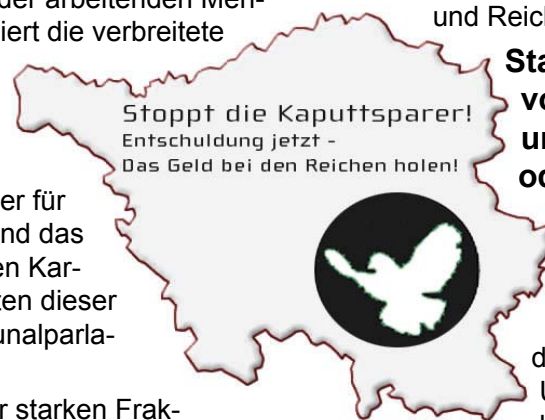 der arbeitenden Men-
iert die verbreitete
er für
nd das
en Kar-
ten dieser
unalparla-
r starken Frak-
Stoppt die Kaputtsparer!
Entschuldung jetzt -
Das Geld bei den Reichen holen!
und Reich
Sta
vo
un
od
d
U